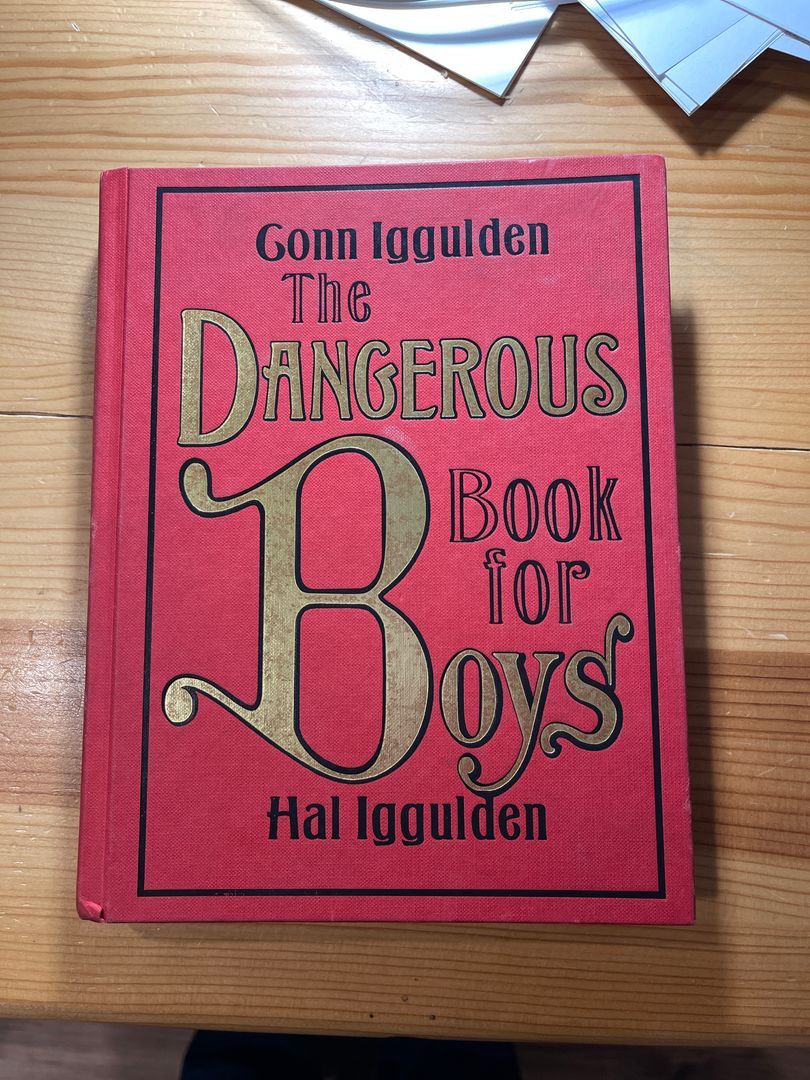 Conn Iggulden
The
DANGEROUS
Book
for
Boys
Hal Iggulden